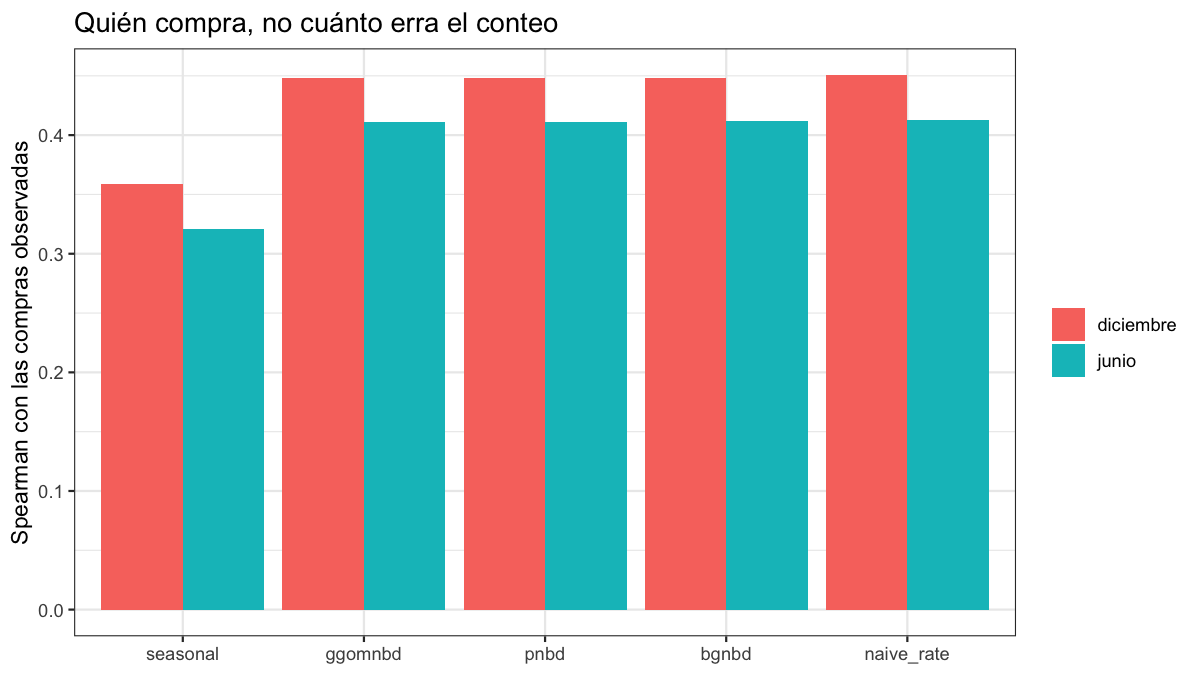 Quién compra, no cuánto erra el conteo
Spearman con las compras observadas
0.4
0.3
0.2
0.1
0.0
seasonal
ggomnbd
pnbd
bgnbd
naive_rate
diciembre
junio